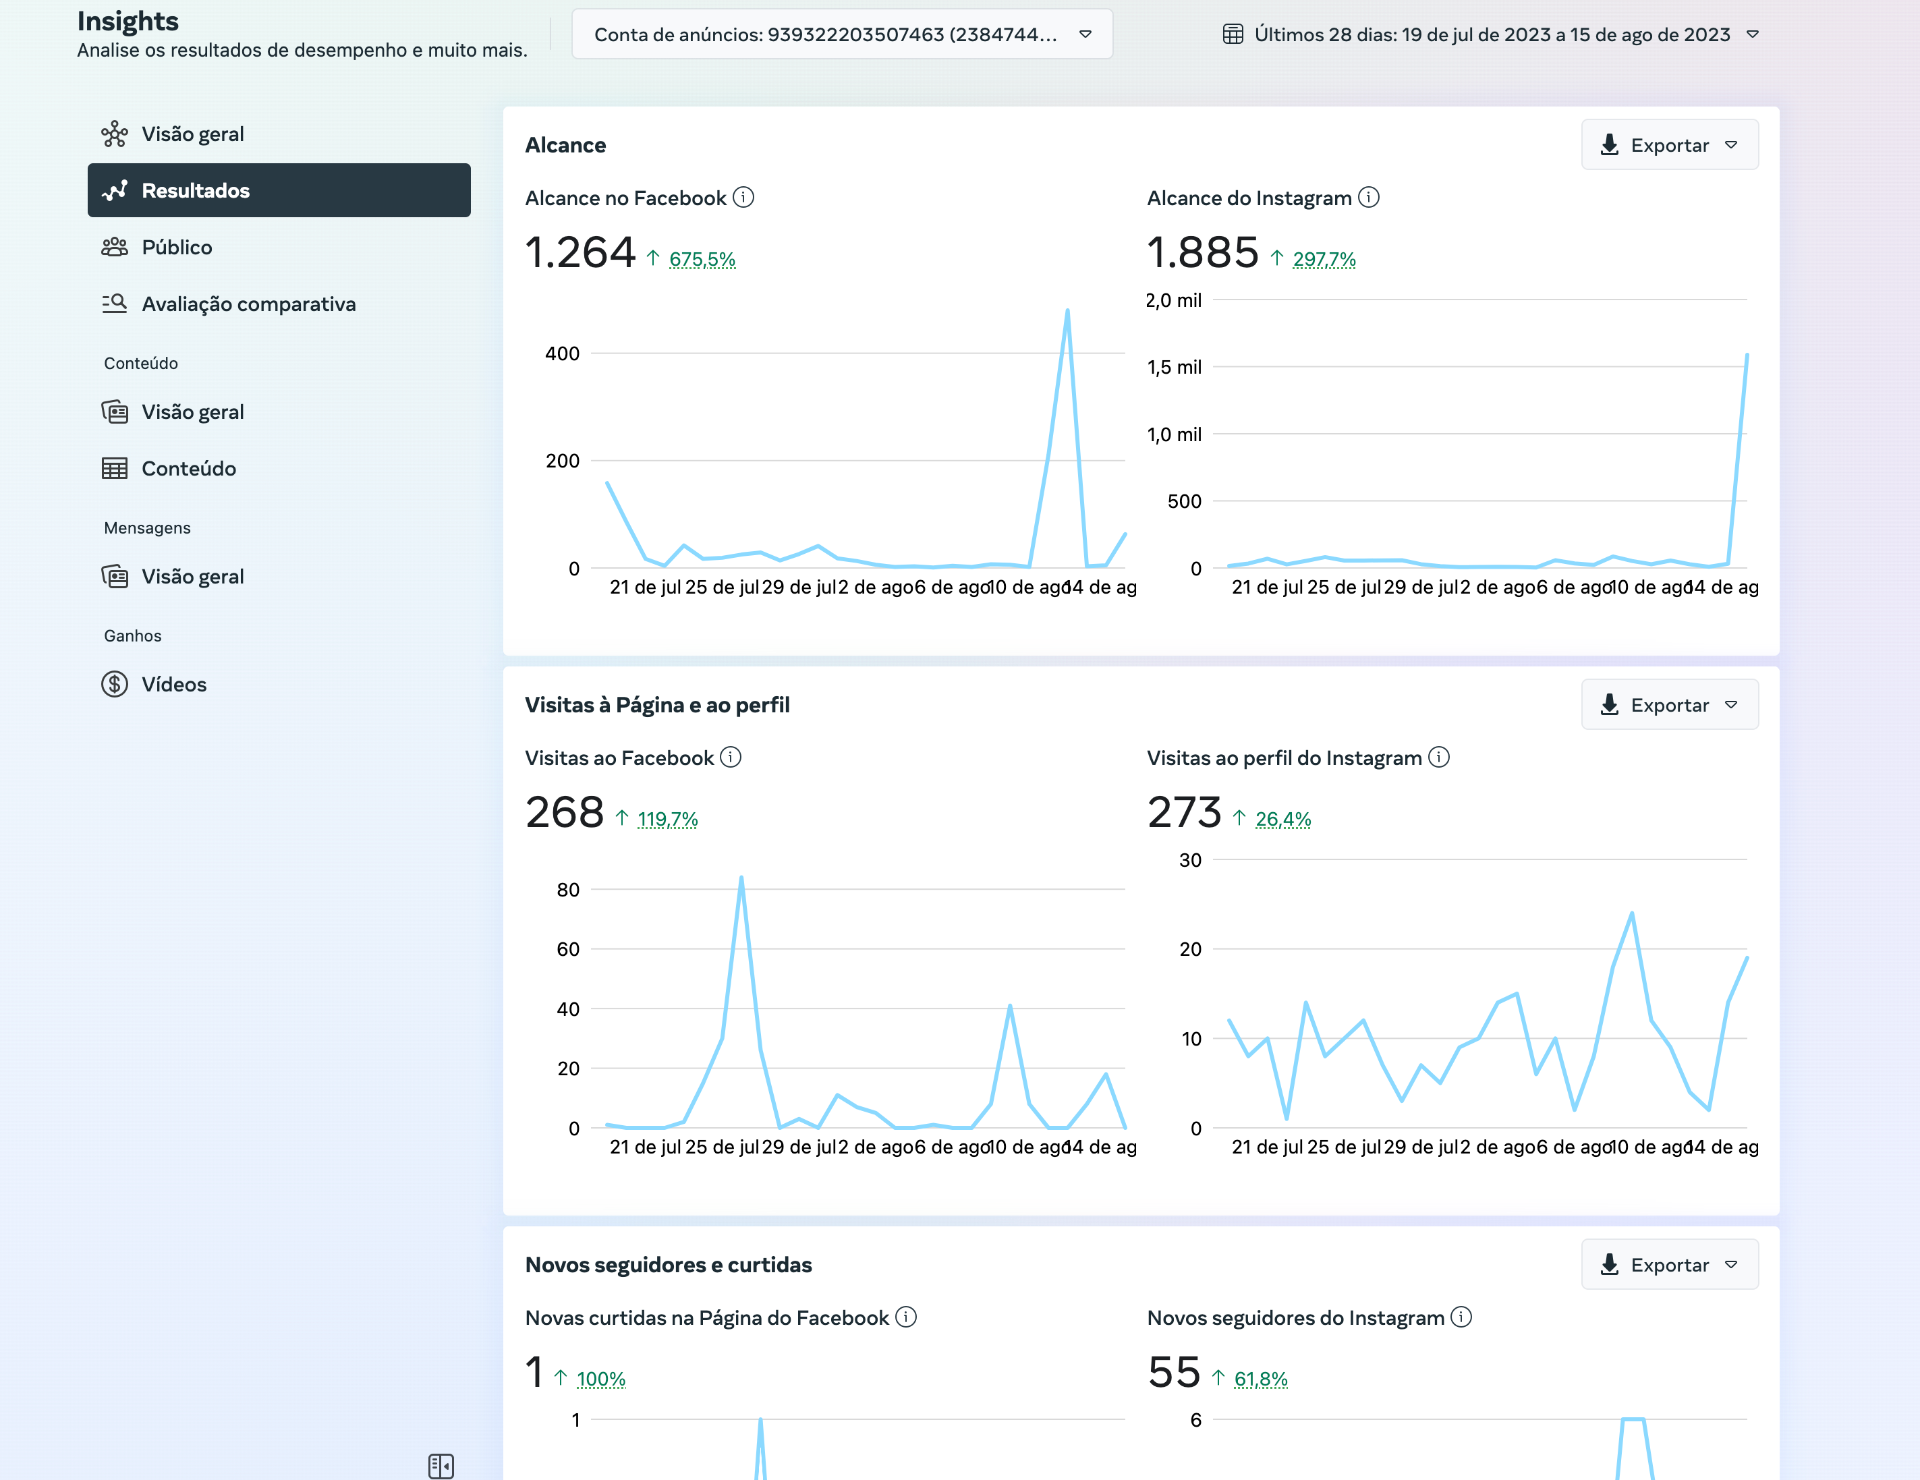 Insights
Analise os resultados de desempenho e muito mais.
Conta de anúncios: 939322203507463 (2384744...
Últimos 28 dias: 19 de jul de 2023 a 15 de ago de 2023
Visão geral
Resultados
Público
Avaliação comparativa
Conteúdo
Visão geral
Conteúdo
Mensagens
Visão geral
Ganhos
Vídeos
Alcance
Exportar
Alcance no Facebook
1.264
675,5%
400
200
0
21 de jul 25 de jul 29 de jul 2 de ago 6 de ago 10 de ago 14 de ag
Alcance do Instagram
1.885
297,7%
2,0 mil
1,5 mil
1,0 mil
500
0
21 de jul 25 de jul 29 de jul 2 de ago 6 de ago 10 de ago 14 de ag
Visitas à Página e ao perfil
Exportar
Visitas ao Facebook
268
119,7%
80
60
40
20
0
21 de jul 25 de jul 29 de jul 2 de ago 6 de ago 10 de ago 14 de ag
Visitas ao perfil do Instagram
273
26,4%
30
20
10
0
21 de jul 25 de jul 29 de jul 2 de ago 6 de ago 10 de ago 14 de ag
Novos seguidores e curtidas
Exportar
Novas curtidas na Página do Facebook
1
100%
1
Novos seguidores do Instagram
55
61,8%
6